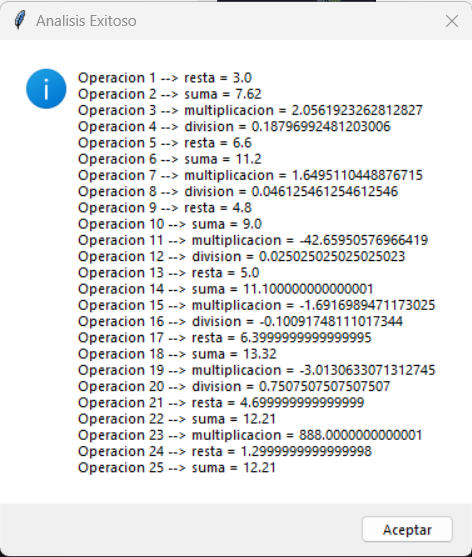 Analisis Exitoso
Operacion 1 --> resta = 3.0
Operacion 2 --> suma = 7.62
Operacion 3 --> multiplicacion = 2.0561923262812827
Operacion 4 --> division = 0.18796992481203006
Operacion 5 --> resta = 6.6
Operacion 6 --> suma = 11.2
Operacion 7 --> multiplicacion = 1.6495110448876715
Operacion 8 --> division = 0.046125461254612546
Operacion 9 --> resta = 4.8
Operacion 10 --> suma = 9.0
Operacion 11 --> multiplicacion = -42.65950576966419
Operacion 12 --> division = 0.025025025025025023
Operacion 13 --> resta = 5.0
Operacion 14 --> suma = 11.100000000000001
Operacion 15 --> multiplicacion = -1.6916989471173025
Operacion 16 --> division = -0.10091748111017344
Operacion 17 --> resta = 6.3999999999999995
Operacion 18 --> suma = 13.32
Operacion 19 --> multiplicacion = -3.0130633071312745
Operacion 20 --> division = 0.7507507507507507
Operacion 21 --> resta = 4.699999999999999
Operacion 22 --> suma = 12.21
Operacion 23 --> multiplicacion = 888.0000000000001
Operacion 24 --> resta = 1.2999999999999998
Operacion 25 --> suma = 12.21
Aceptar